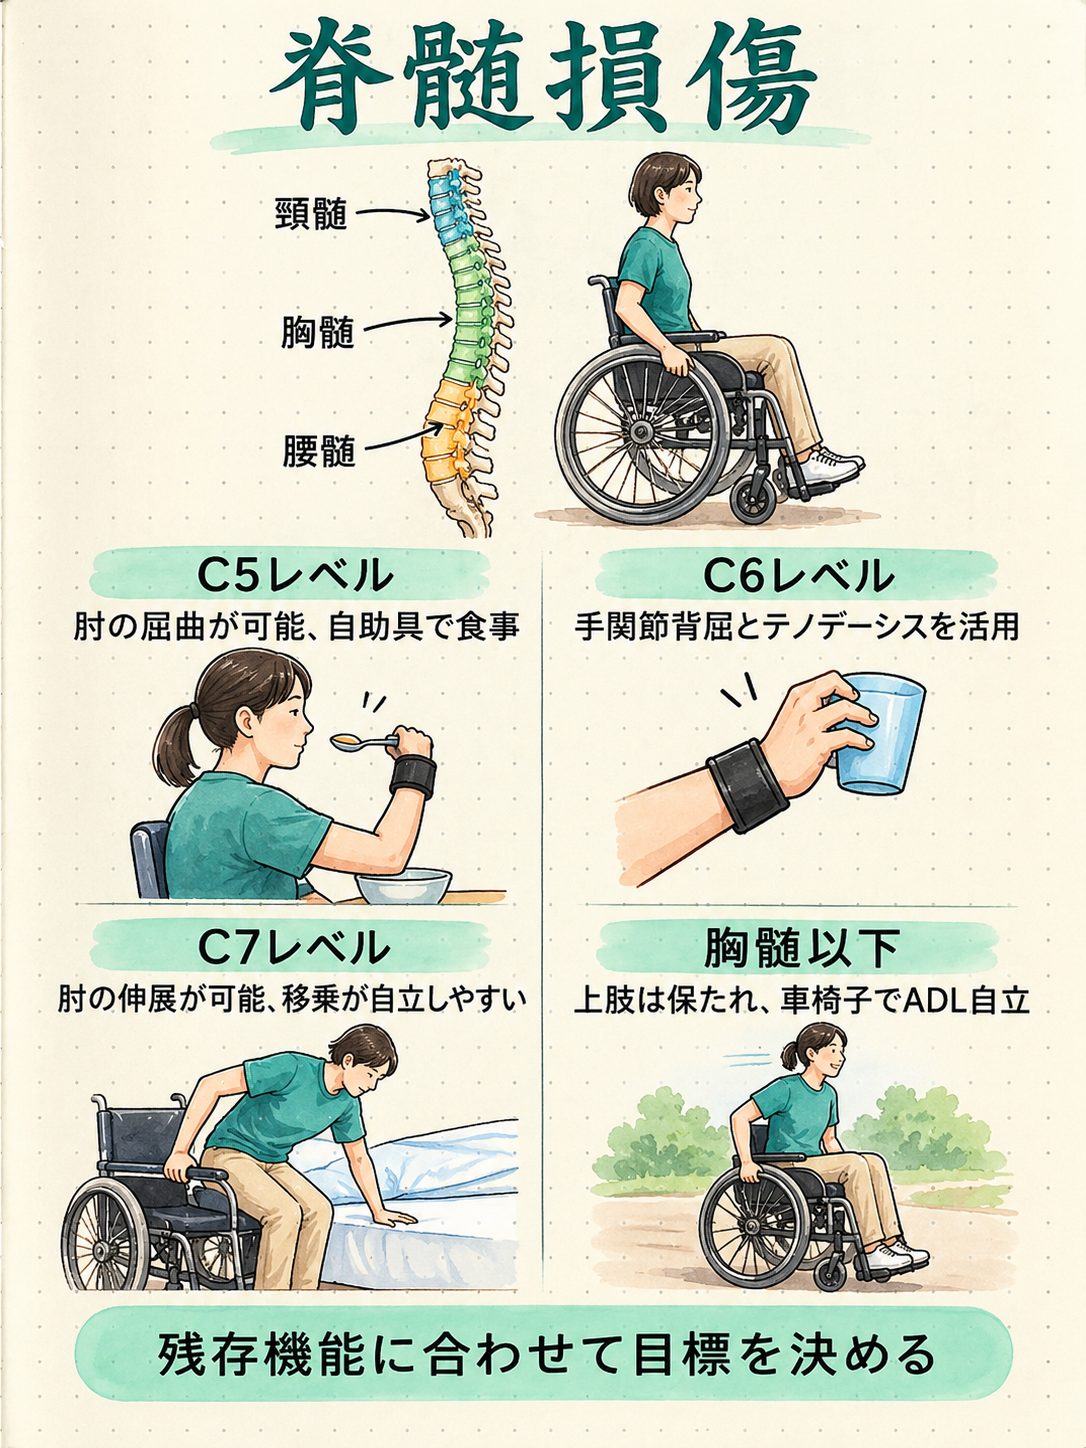 脊髄損傷
頸髄
胸髄
腰髄
C5レベル
肘の屈曲が可能、自助具で食事
C6レベル
手関節背屈とテノデーシスを活用
C7レベル
肘の伸展が可能、移乗が自立しやすい
胸髄以下
上肢は保たれ、車椅子でADL自立
残存機能に合わせて目標を決める